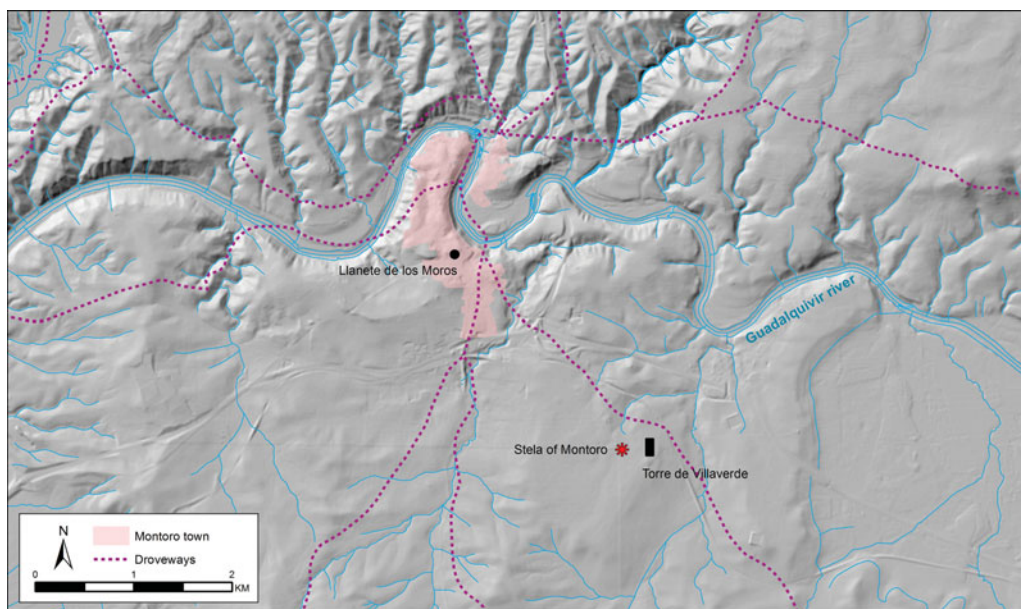 Llanete de los Moros
Guadalquivir river
Stela of Montoro
Torre de Villaverde
N
Montoro town
Droveways
0 1 2
KM